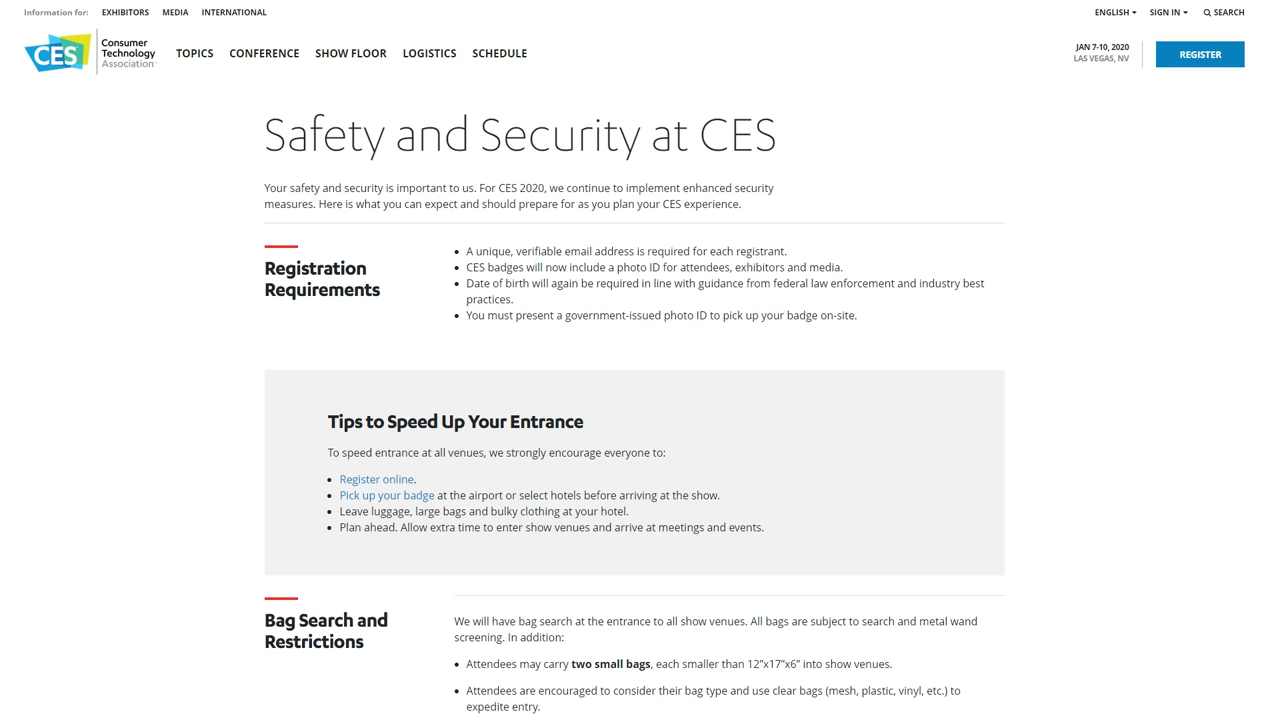 Information for: EXHIBITORS MEDIA INTERNATIONAL ENGLISH SIGN IN SEARCH
CES Consumer
Technology
Association
TOPICS CONFERENCE SHOW FLOOR LOGISTICS SCHEDULE
JAN 7-10, 2020
LAS VEGAS, NV
REGISTER
Safety and Security at CES
Your safety and security is important to us. For CES 2020, we continue to implement enhanced security
measures. Here is what you can expect and should prepare for as you plan your CES experience.
Registration
Requirements
• A unique, verifiable email address is required for each registrant.
• CES badges will now include a photo ID for attendees, exhibitors and media.
• Date of birth will again be required in line with guidance from federal law enforcement and industry best
practices.
• You must present a government-issued photo ID to pick up your badge on-site.
Tips to Speed Up Your Entrance
To speed entrance at all venues, we strongly encourage everyone to:
• Register online.
• Pick up your badge at the airport or select hotels before arriving at the show.
• Leave luggage, large bags and bulky clothing at your hotel.
• Plan ahead. Allow extra time to enter show venues and arrive at meetings and events.
Bag Search and
Restrictions
We will have bag search at the entrance to all show venues. All bags are subject to search and metal wand
screening. In addition:
• Attendees may carry two small bags, each smaller than 12”x17”x6” into show venues.
• Attendees are encouraged to consider their bag type and use clear bags (mesh, plastic, vinyl, etc.) to
expedite entry.